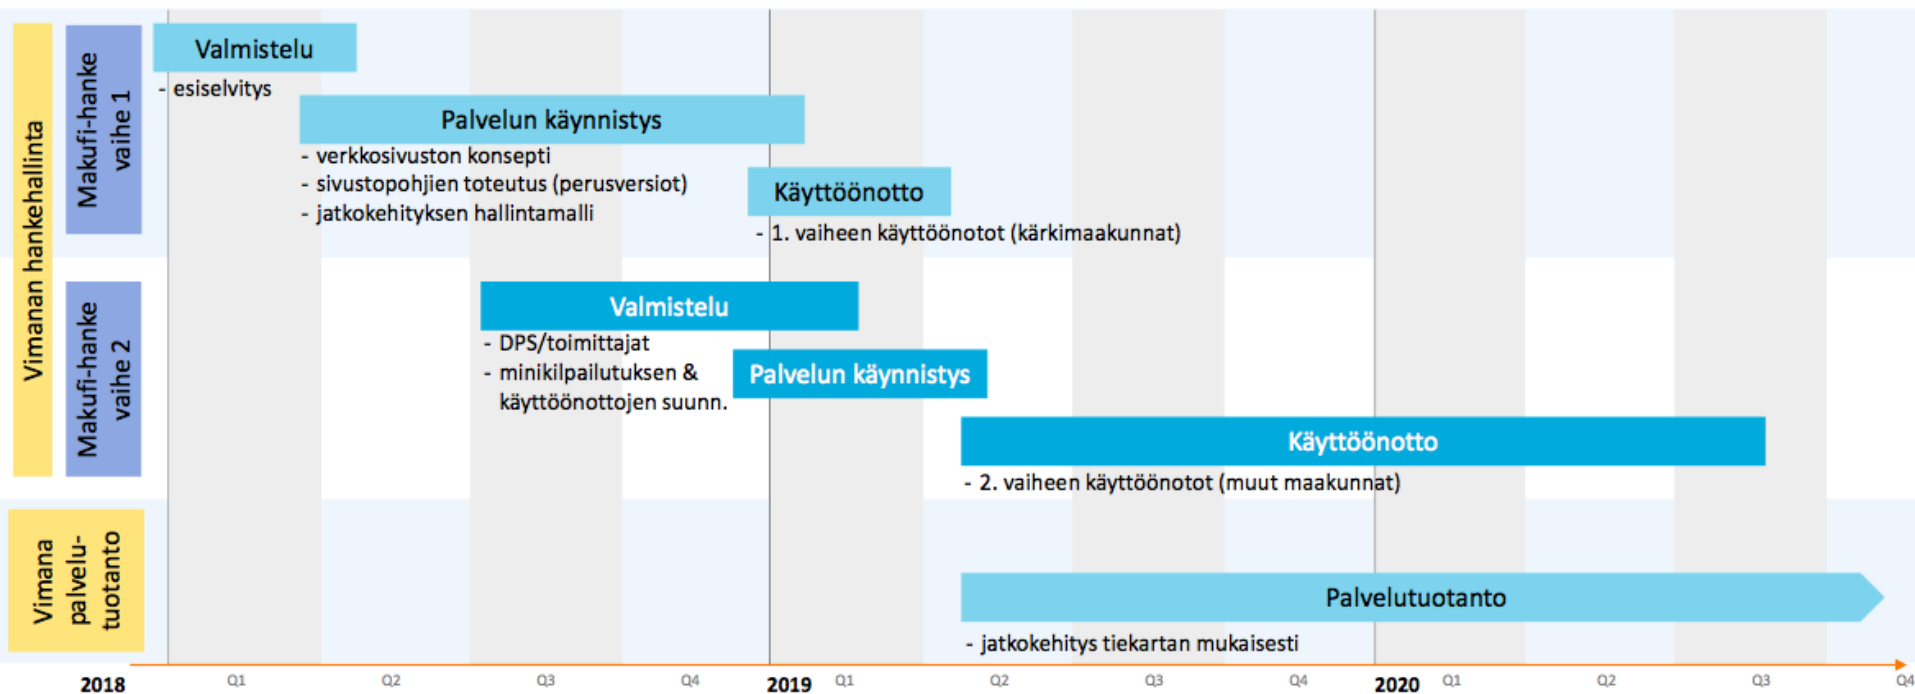 Vimanan hankehallinta
Makufi-hanke
vaihe 1
Valmistelu
- esiselvitys
Palvelun käynnistys
- verkkosivuston konsepti
- sivustopohjien toteutus (perusversiot)
- jatkokehityksen hallintamalli
Käyttöönotto
- 1. vaiheen käyttöönotot (kärkimaakunnat)
Makufi-hanke
vaihe 2
Valmistelu
- DPS/toimittajat
- minikilpailutuksen &
käyttöönottojen suunn.
Palvelun käynnistys
Käyttöönotto
- 2. vaiheen käyttöönotot (muut maakunnat)
Vimana
palvelu-
tuotanto
Palvelutuotanto
- jatkokehitys tiekartan mukaisesti
2018 Q1 Q2 Q3 Q4 2019 Q1 Q2 Q3 Q4 2020 Q1 Q2 Q3 Q4